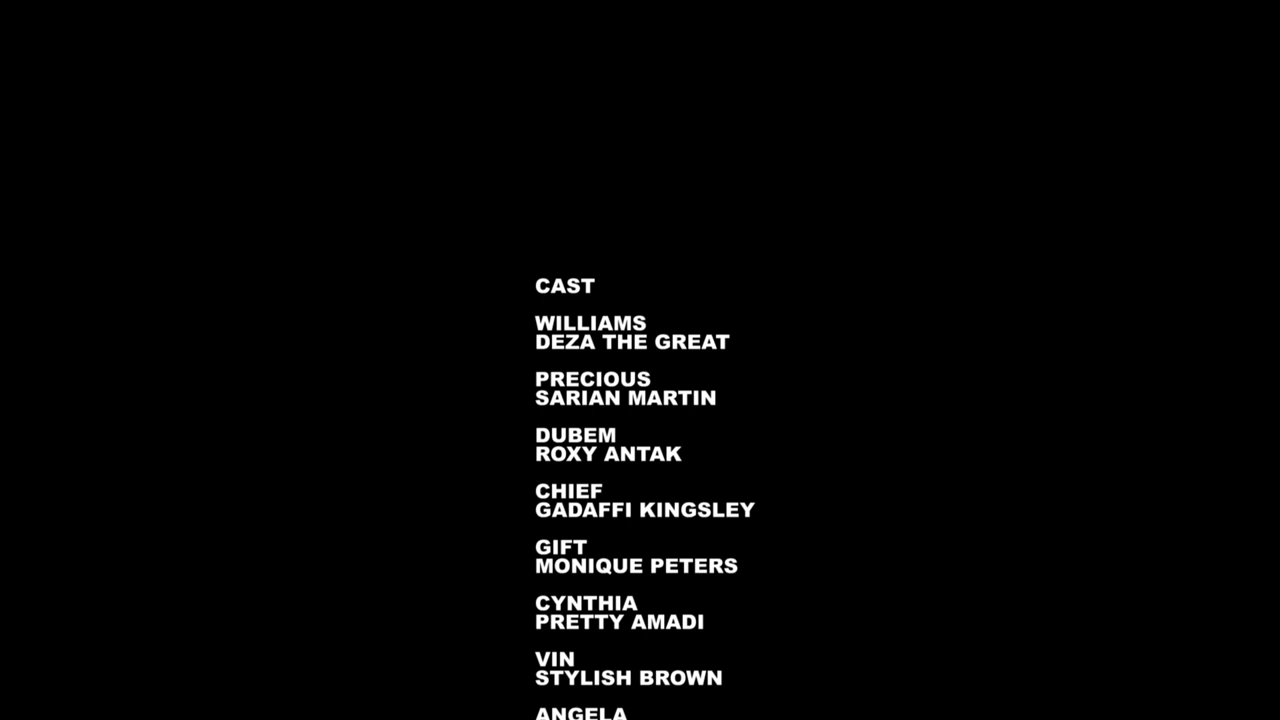 CAST
WILLIAMS
DEZA THE GREAT
PRECIOUS
SARIAN MARTIN
DUBEM
ROXY ANTAK
CHIEF
GADAFFI KINGSLEY
GIFT
MONIQUE PETERS
CYNTHIA
PRETTY AMADI
VIN
STYLISH BROWN
ANGELA